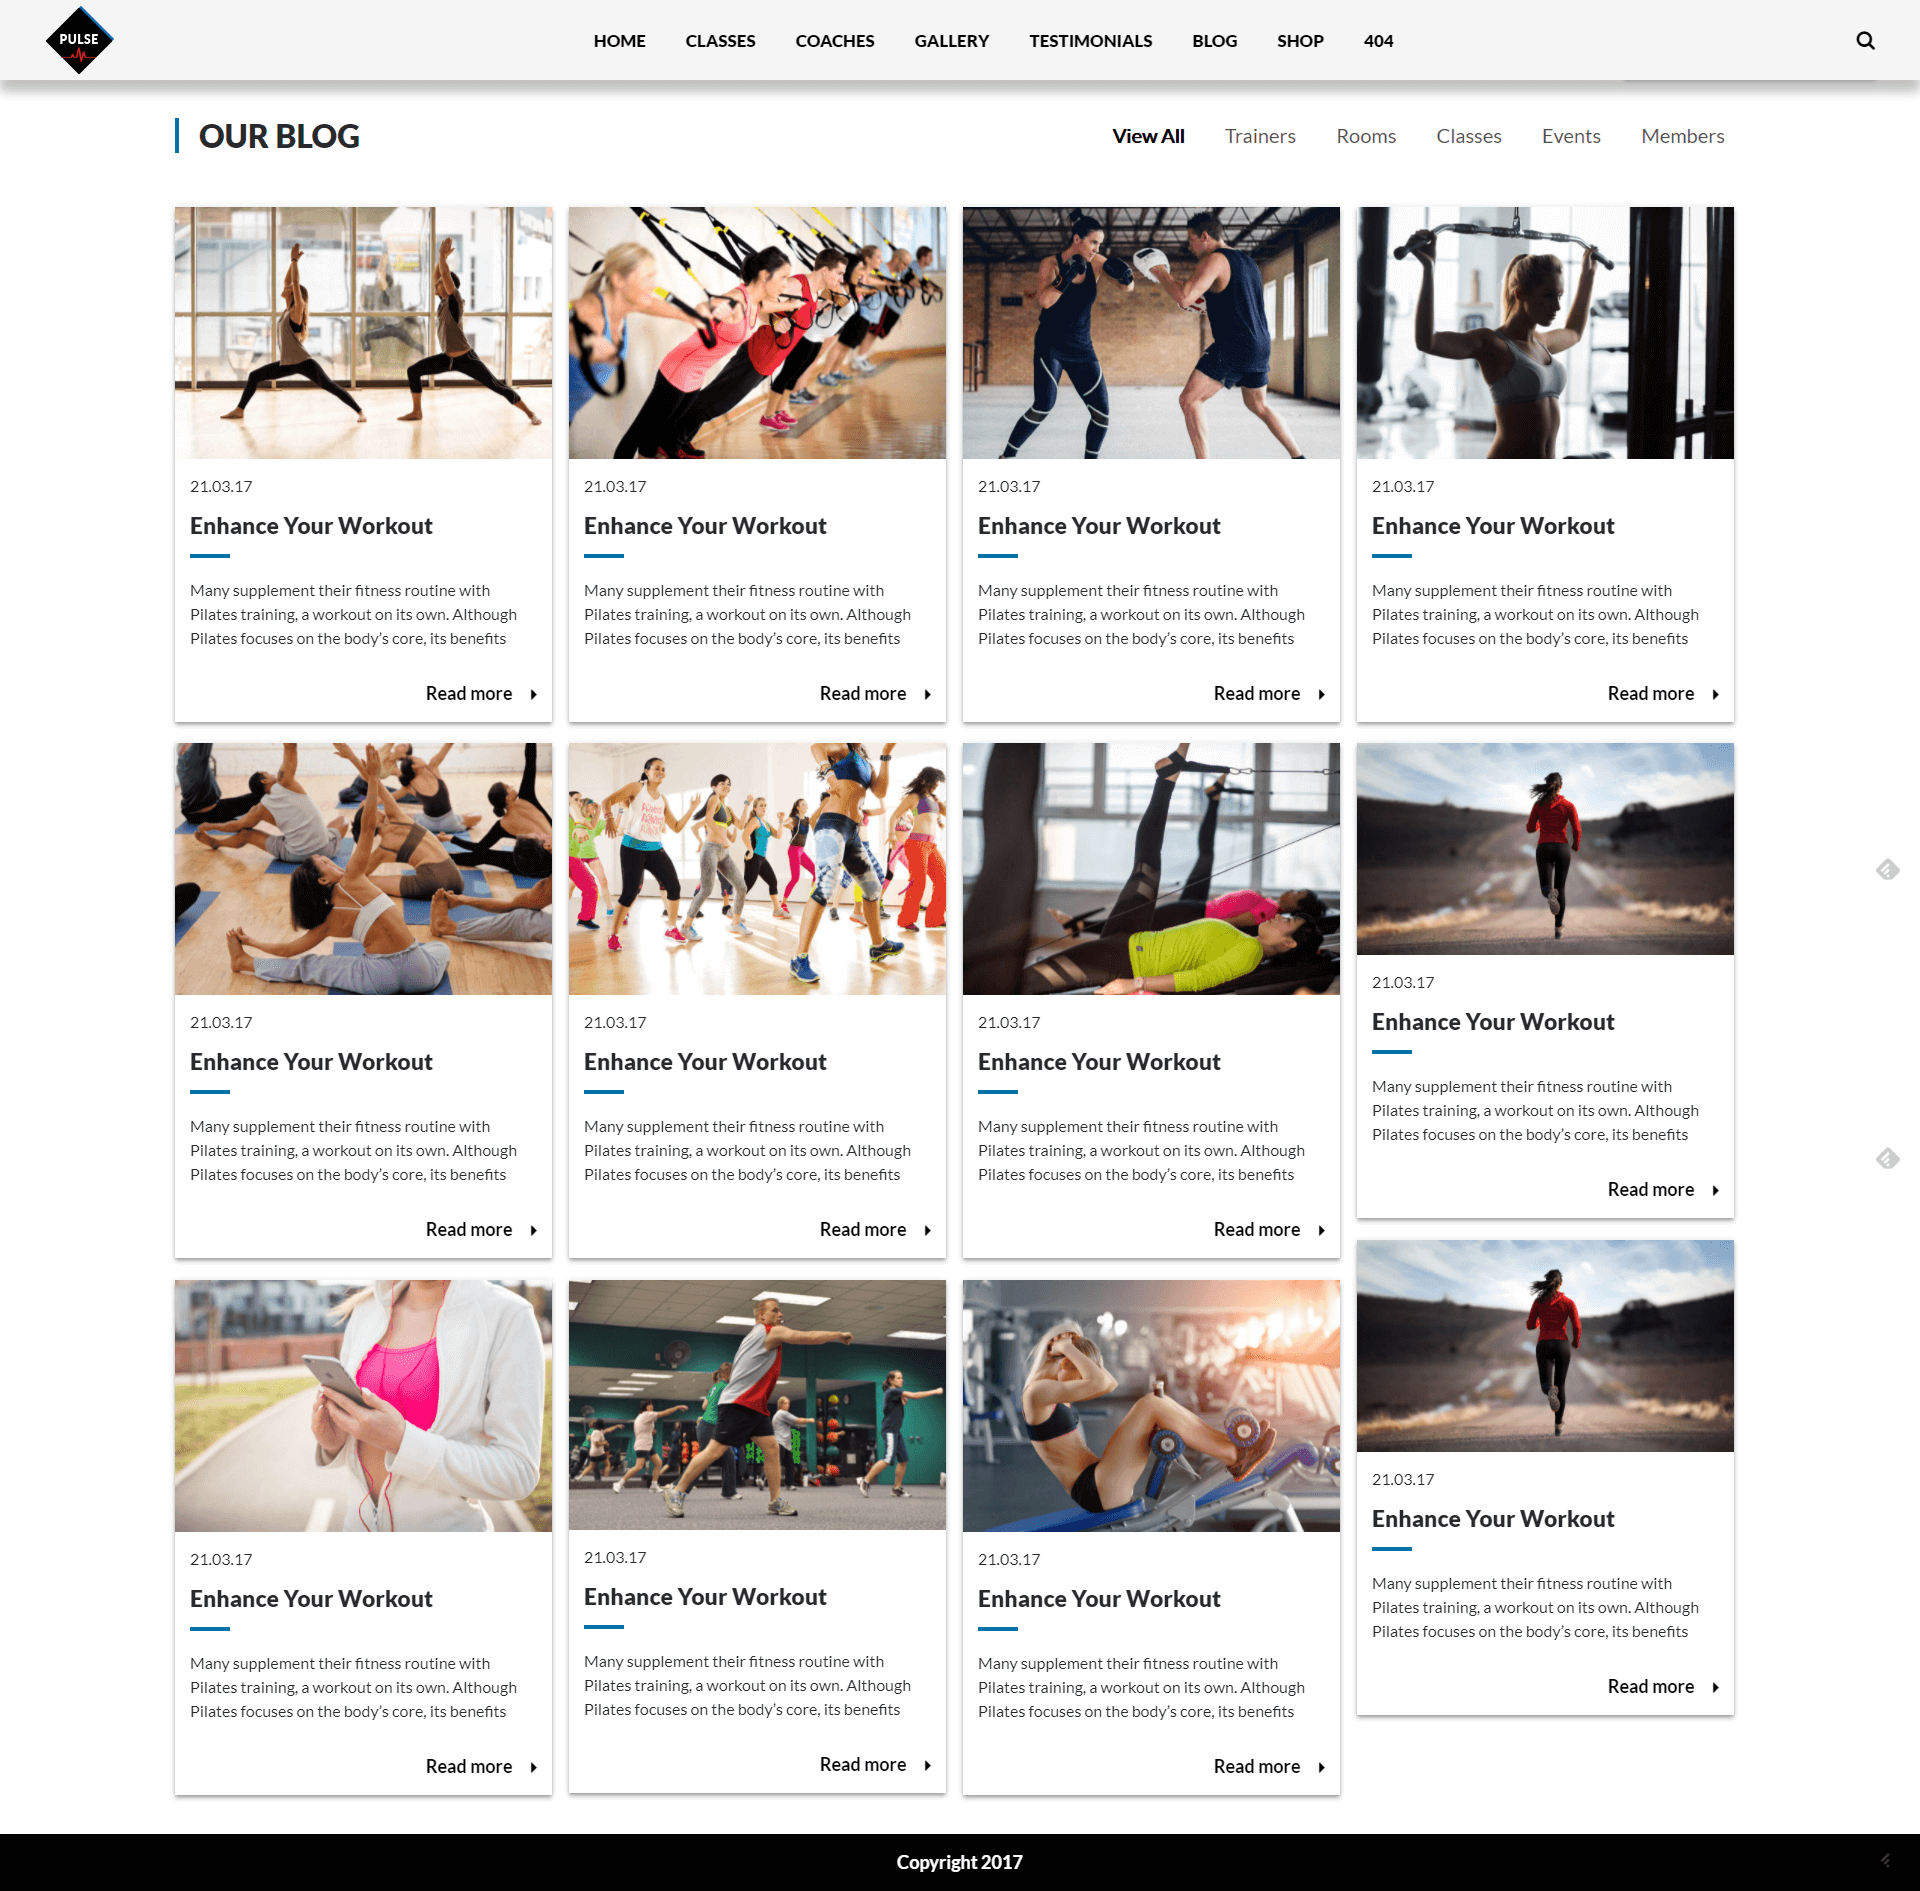 PULSE
HOME CLASSES COACHES GALLERY TESTIMONIALS BLOG SHOP 404
OUR BLOG
View All Trainers Rooms Classes Events Members
21.03.17
Enhance Your Workout
Many supplement their fitness routine with
Pilates training, a workout on its own. Although
Pilates focuses on the body’s core, its benefits
Read more
21.03.17
Enhance Your Workout
Many supplement their fitness routine with
Pilates training, a workout on its own. Although
Pilates focuses on the body’s core, its benefits
Read more
21.03.17
Enhance Your Workout
Many supplement their fitness routine with
Pilates training, a workout on its own. Although
Pilates focuses on the body’s core, its benefits
Read more
21.03.17
Enhance Your Workout
Many supplement their fitness routine with
Pilates training, a workout on its own. Although
Pilates focuses on the body’s core, its benefits
Read more
21.03.17
Enhance Your Workout
Many supplement their fitness routine with
Pilates training, a workout on its own. Although
Pilates focuses on the body’s core, its benefits
Read more
21.03.17
Enhance Your Workout
Many supplement their fitness routine with
Pilates training, a workout on its own. Although
Pilates focuses on the body’s core, its benefits
Read more
21.03.17
Enhance Your Workout
Many supplement their fitness routine with
Pilates training, a workout on its own. Although
Pilates focuses on the body’s core, its benefits
Read more
21.03.17
Enhance Your Workout
Many supplement their fitness routine with
Pilates training, a workout on its own. Although
Pilates focuses on the body’s core, its benefits
Read more
21.03.17
Enhance Your Workout
Many supplement their fitness routine with
Pilates training, a workout on its own. Although
Pilates focuses on the body’s core, its benefits
Read more
21.03.17
Enhance Your Workout
Many supplement their fitness routine with
Pilates training, a workout on its own. Although
Pilates focuses on the body’s core, its benefits
Read more
21.03.17
Enhance Your Workout
Many supplement their fitness routine with
Pilates training, a workout on its own. Although
Pilates focuses on the body’s core, its benefits
Read more
21.03.17
Enhance Your Workout
Many supplement their fitness routine with
Pilates training, a workout on its own. Although
Pilates focuses on the body’s core, its benefits
Read more
Copyright 2017